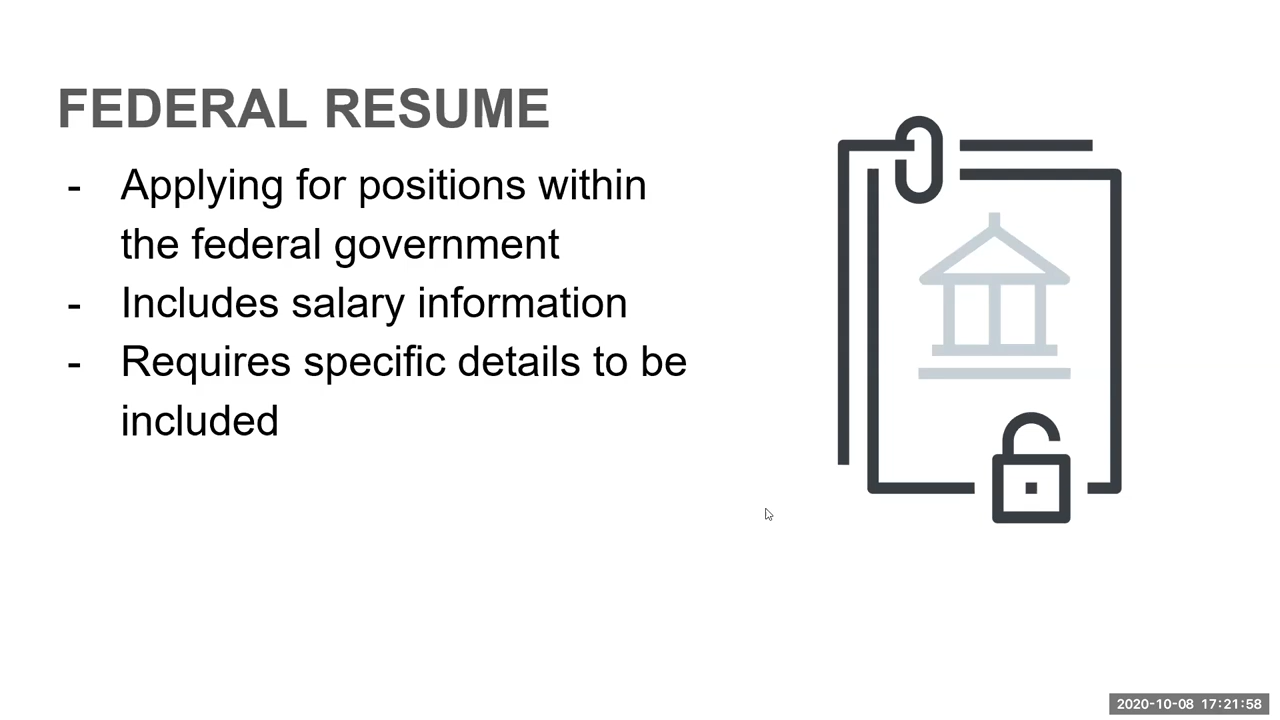 FEDERAL RESUME
- Applying for positions within
the federal government
- Includes salary information
- Requires specific details to be
included
2020-10-08 17:21:58